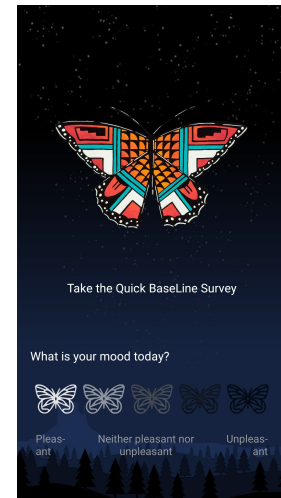 Take the Quick BaseLine Survey
What is your mood today?
Pleas-
ant
Neither pleasant nor
unpleasant
Unpleas-
ant